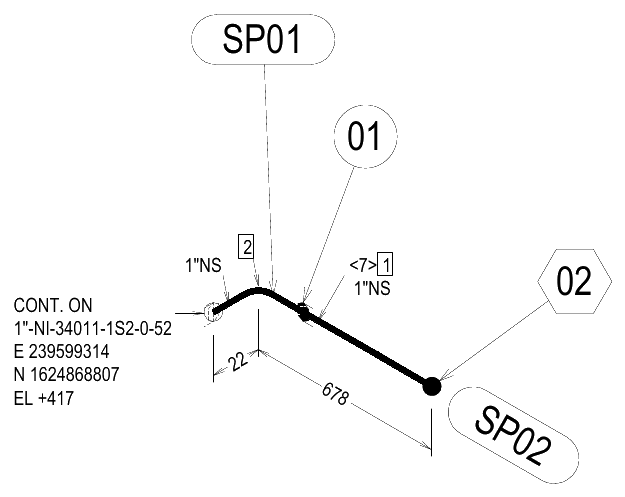 SP01
01
2
1"NS
<7>1
1"NS
02
CONT. ON
1"-NI-34011-1S2-0-52
E 239599314
N 1624868807
EL +417
22
678
SP02